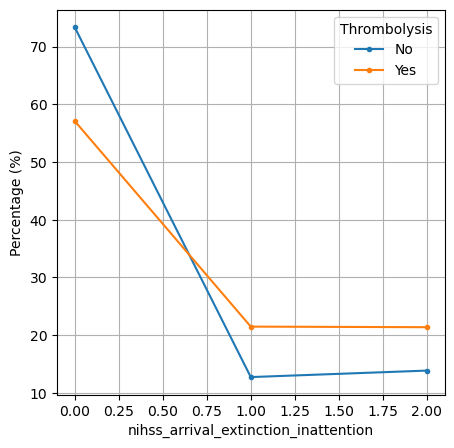 Thrombolysis
No
Yes
Percentage (%)
70
60
50
40
30
20
10
0.00 0.25 0.50 0.75 1.00 1.25 1.50 1.75 2.00
nihss_arrival_extinction_inattention